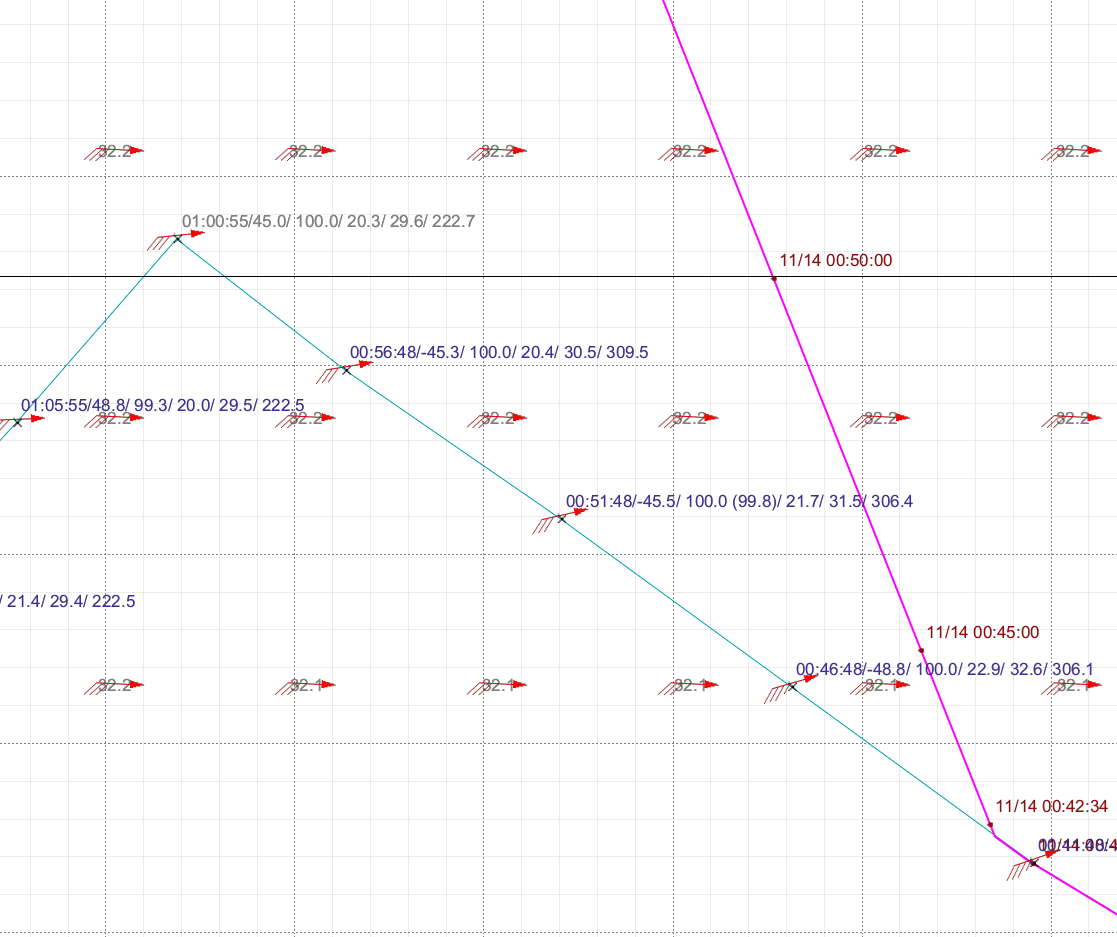 32.2 32.2 32.2 32.2 32.2 32.2
01:00:55/45.0/ 100.0/ 20.3/ 29.6/ 222.7
11/14 00:50:00
00:56:48/-45.3/ 100.0/ 20.4/ 30.5/ 309.5
01:05:55/48.8/ 99.3/ 20.0/ 29.5/ 222.5
32.2 32.2 32.2 32.2 32.2 32.2
00:51:48/-45.5/ 100.0 (99.8)/ 21.7/ 31.5/ 306.4
/ 21.4/ 29.4/ 222.5
11/14 00:45:00
00:46:48/-48.8/ 100.0/ 22.9/ 32.6/ 306.1
32.2 32.1 32.1 32.1 32.1 32.1
11/14 00:42:34